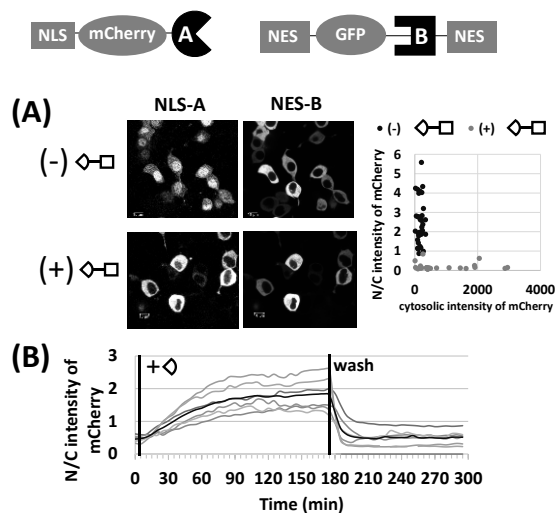 NLS mCherry A NES GFP B NES
(A)
NLS-A NES-B
(-)
(+)
(-) (+)
N/C intensity of mCherry
6
5
4
3
2
1
0
0 2000 4000
cytosolic intensity of mCherry
(B)
N/C intensity of
mCherry
3
2
1
0
+
wash
0 30 60 90 120 150 180 210 240 270 300
Time (min)